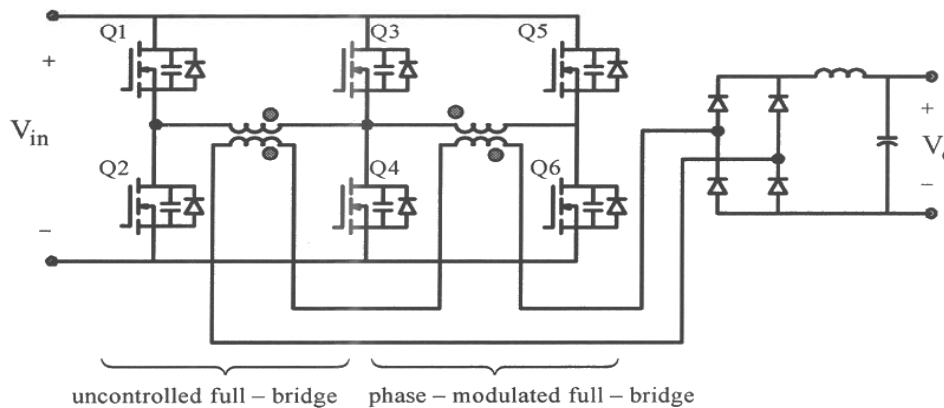 Q1 Q3 Q5
+
+
V_in
Q2 Q4 Q6
−
−
uncontrolled full – bridge phase – modulated full – bridge